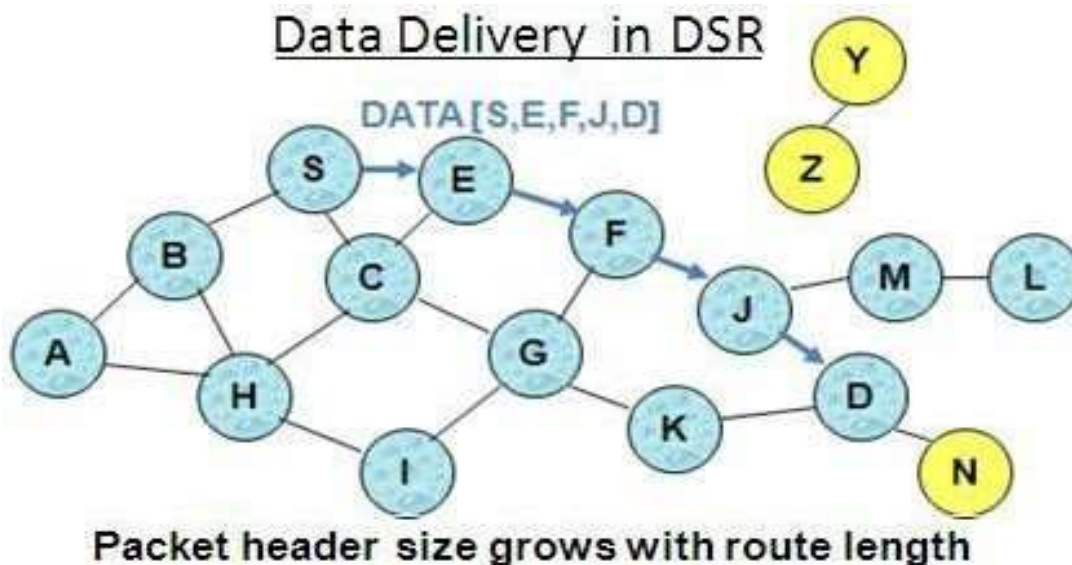 Data Delivery in DSR
Y
DATA [S,E,F,J,D]
Z
S
E
F
B
C
M
L
J
A
G
H
D
K
I
N
Packet header size grows with route length